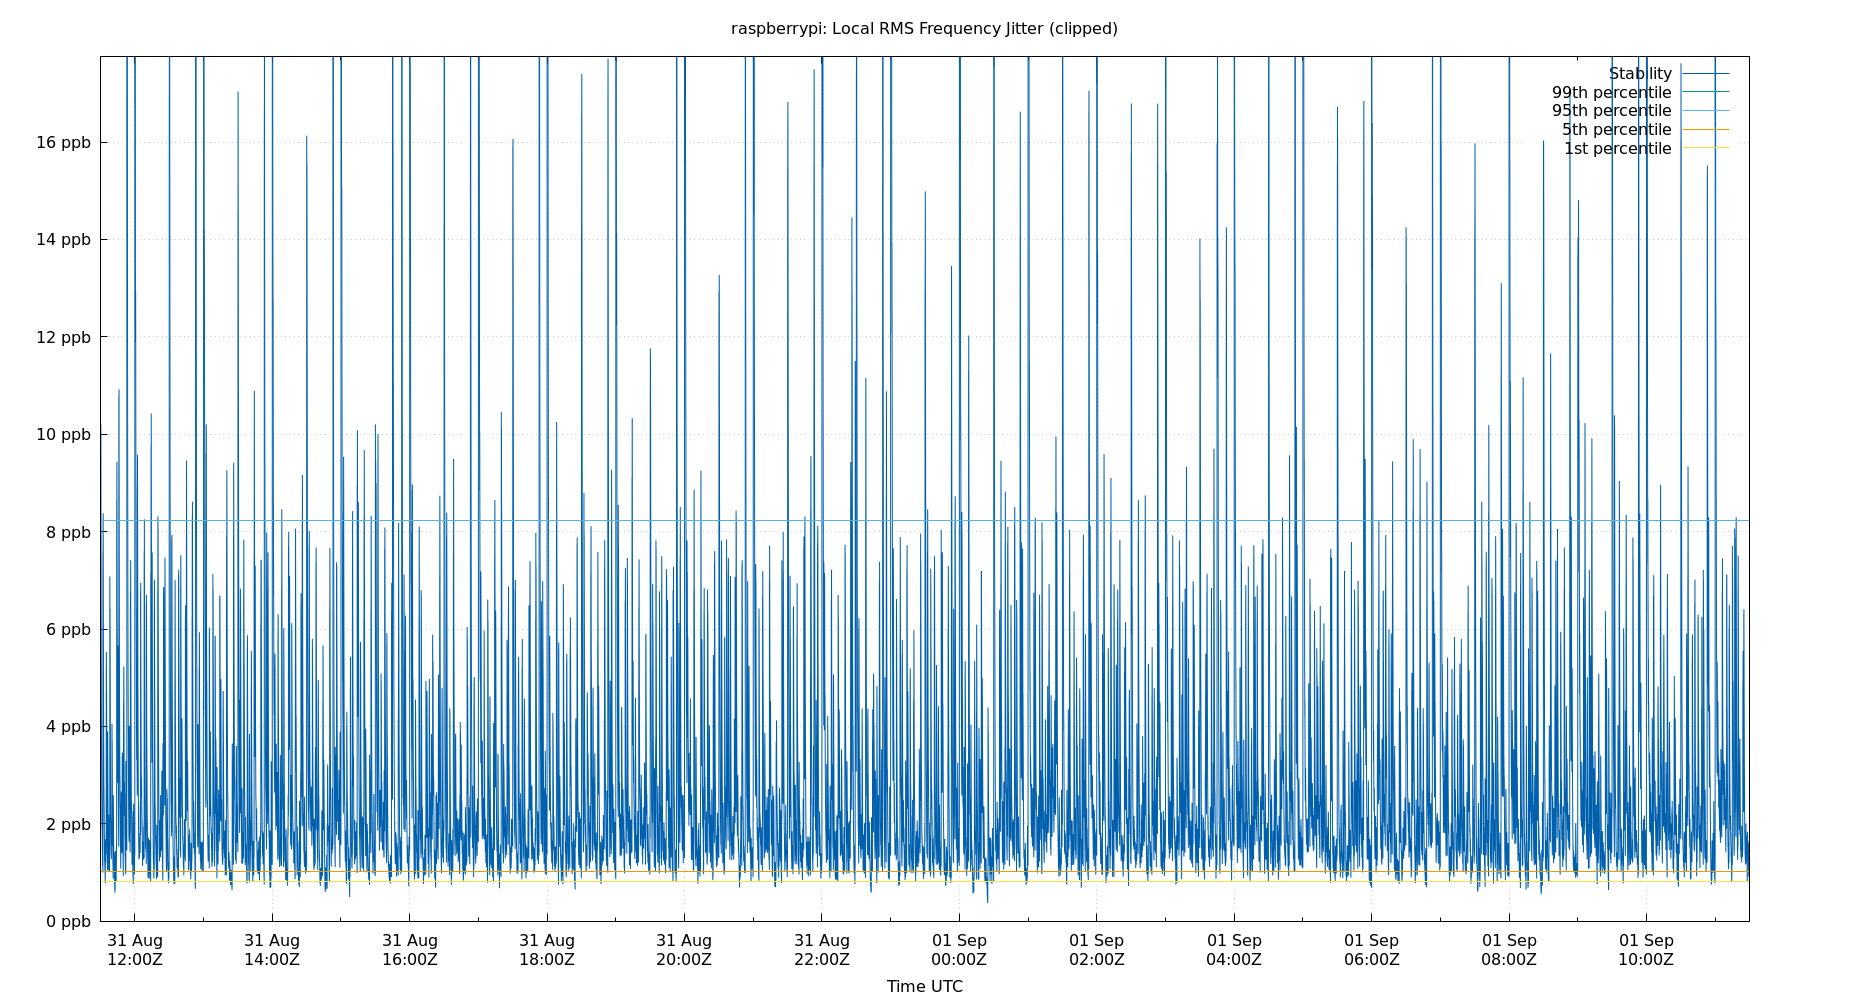 raspberrypi: Local RMS Frequency Jitter (clipped)
Stability
99th percentile
95th percentile
5th percentile
1st percentile
16 ppb
14 ppb
12 ppb
10 ppb
8 ppb
6 ppb
4 ppb
2 ppb
0 ppb
31 Aug 31 Aug 31 Aug 31 Aug 31 Aug 31 Aug 01 Sep 01 Sep 01 Sep 01 Sep 01 Sep 01 Sep
12:00Z 14:00Z 16:00Z 18:00Z 20:00Z 22:00Z 00:00Z 02:00Z 04:00Z 06:00Z 08:00Z 10:00Z
Time UTC